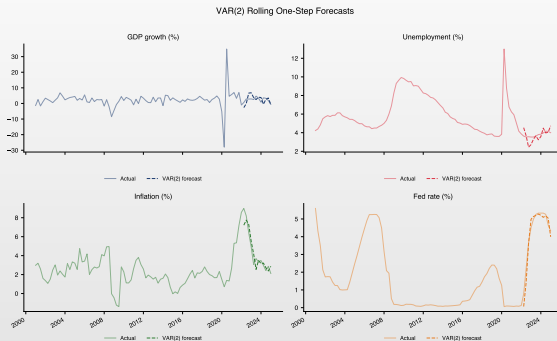 VAR(2) Rolling One-Step Forecasts
GDP growth (%)
Unemployment (%)
30
20
10
0
−10
−20
−30
12
10
8
6
4
2
Actual
VAR(2) forecast
Actual
VAR(2) forecast
Inflation (%)
Fed rate (%)
8
6
4
2
0
5
4
3
2
1
0
2000
2004
2008
2012
2016
2020
2024
2000
2004
2008
2012
2016
2020
2024
Actual
VAR(2) forecast
Actual
VAR(2) forecast